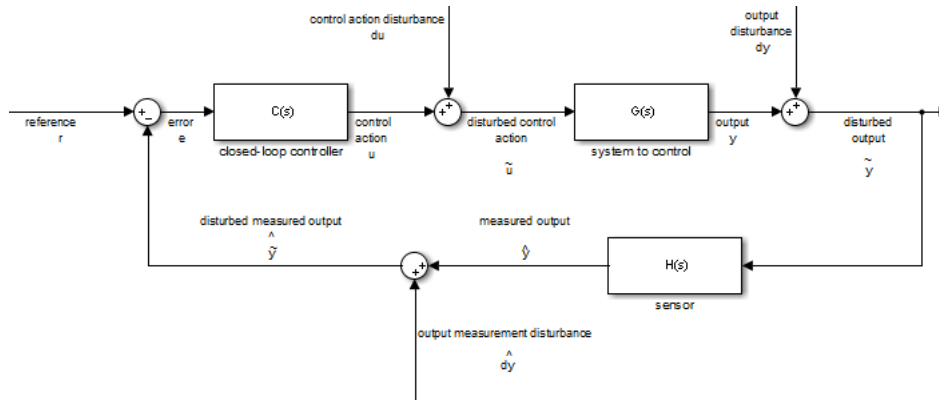 control action disturbance
du
output
disturbance
dy
+
-
C(s)
+
+
G(s)
+
+
reference
r
error
e
closed-loop controller
control
action
u
disturbed control
action
ũ
system to control
output
y
disturbed
output
ỹ
disturbed measured output
^
ỹ
measured output
ŷ
+
+
H(s)
sensor
output measurement disturbance
^
dy